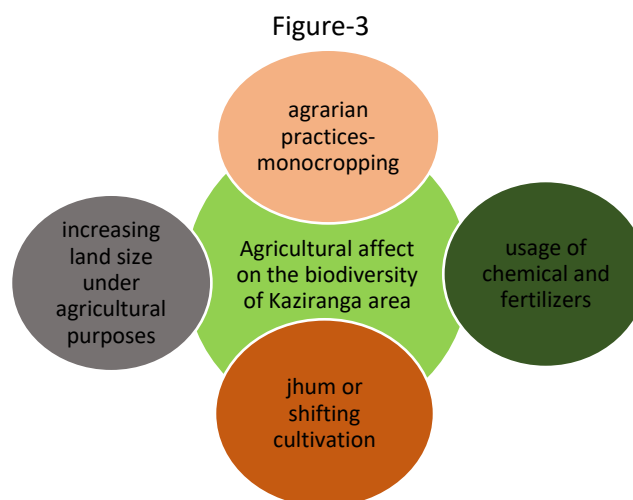 Figure-3
agrarian
practices-
monocropping
increasing
land size
under
agricultural
purposes
Agricultural affect
on the biodiversity
of Kaziranga area
usage of
chemical and
fertilizers
jhum or
shifting
cultivation